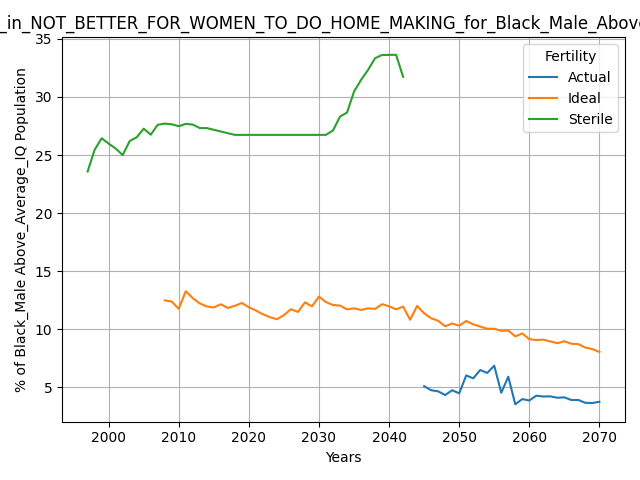 _in_NOT_BETTER_FOR_WOMEN_TO_DO_HOME_MAKING_for_Black_Male_Above
35
30
25
20
15
10
5
% of Black_Male Above_Average_IQ Population
Fertility
Actual
Ideal
Sterile
2000 2010 2020 2030 2040 2050 2060 2070
Years